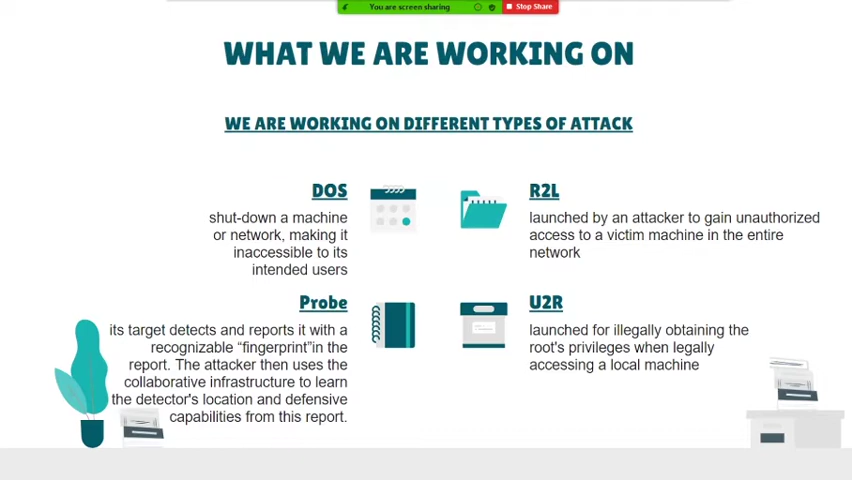 You are screen sharing
Stop Share
WHAT WE ARE WORKING ON
WE ARE WORKING ON DIFFERENT TYPES OF ATTACK
DOS
shut-down a machine
or network, making it
inaccessible to its
intended users
R2L
launched by an attacker to gain unauthorized
access to a victim machine in the entire
network
Probe
its target detects and reports it with a
recognizable “fingerprint”in the
report. The attacker then uses the
collaborative infrastructure to learn
the detector's location and defensive
capabilities from this report.
U2R
launched for illegally obtaining the
root's privileges when legally
accessing a local machine